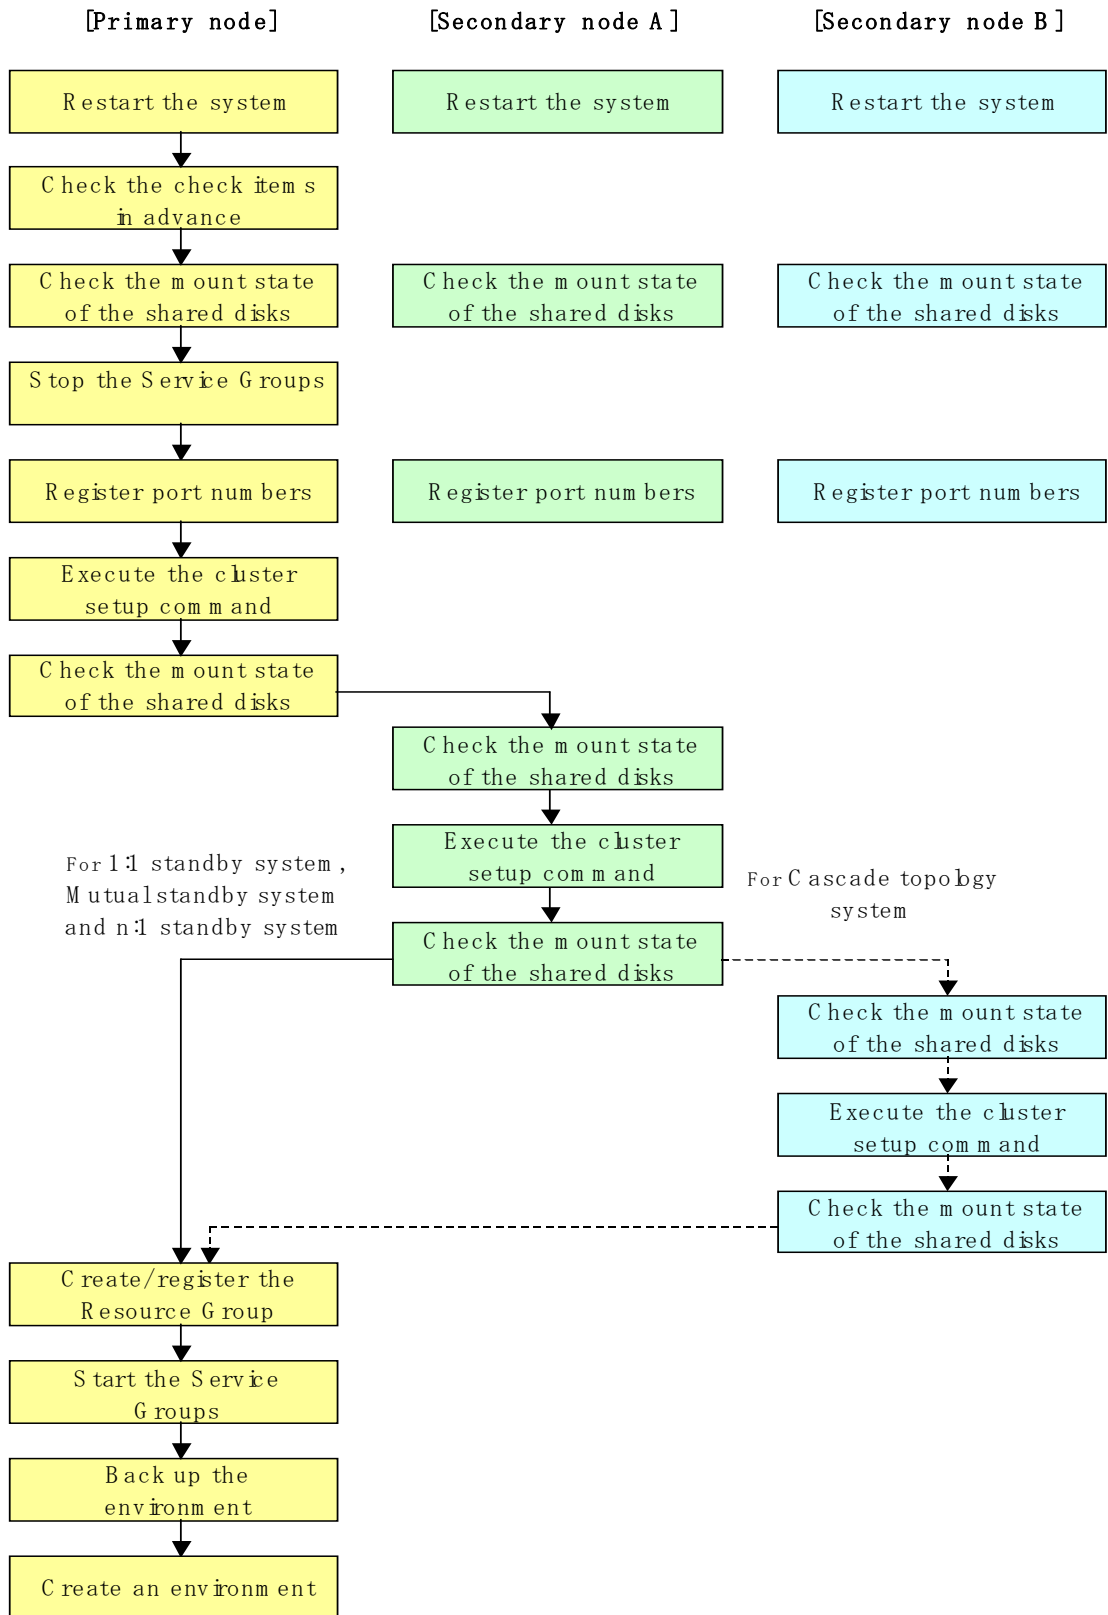 [Primary node]
[Secondary node A]
[Secondary node B]
Restart the system
Restart the system
Restart the system
Check the check items
in advance
Check the mount state
of the shared disks
Check the mount state
of the shared disks
Check the mount state
of the shared disks
Stop the Service Groups
Register port numbers
Register port numbers
Register port numbers
Execute the cluster
setup command
Check the mount state
of the shared disks
Check the mount state
of the shared disks
Execute the cluster
setup command
For 1:1 standby system,
Mutual standby system
and n:1 standby system
For Cascade topology
system
Check the mount state
of the shared disks
Check the mount state
of the shared disks
Execute the cluster
setup command
Check the mount state
of the shared disks
Create/register the
Resource Group
Start the Service
Groups
Back up the
environment
Create an environment